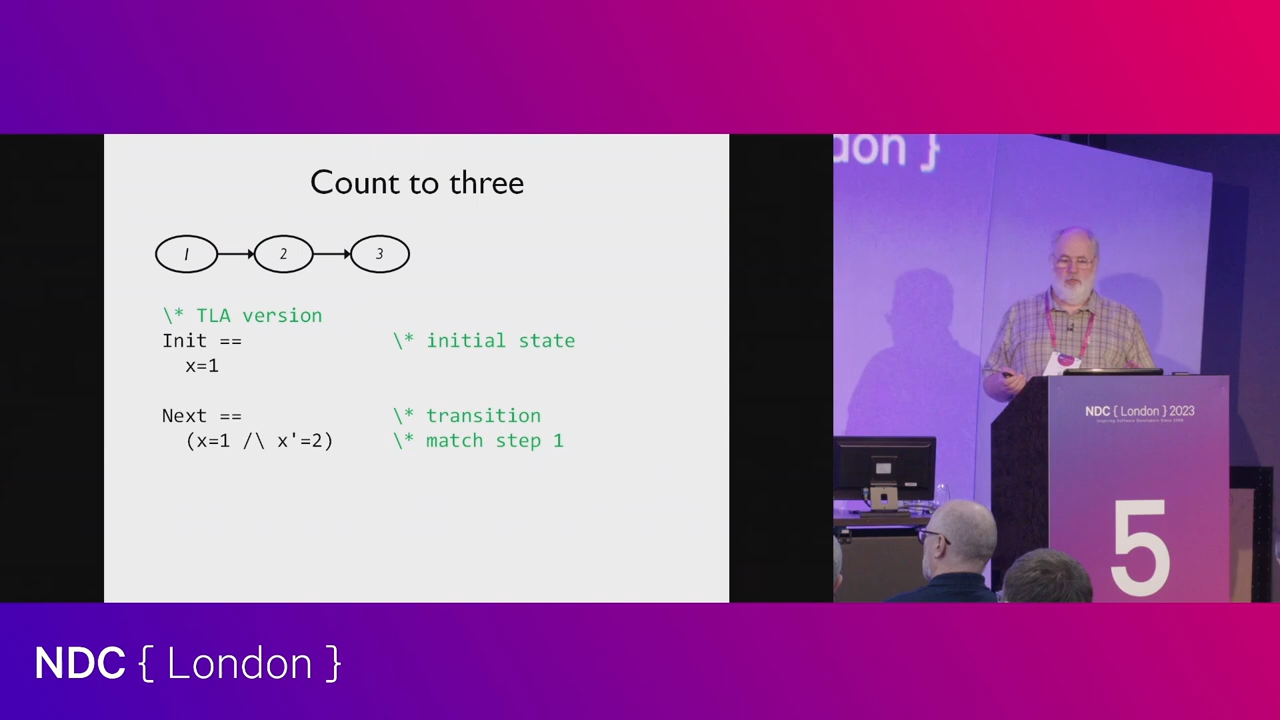 don }
Count to three
1 2 3
\* TLA version
Init == \* initial state
x=1
Next == \* transition
(x=1 /\ x'=2) \* match step 1
NDC { London } 2023
5
NDC { London }